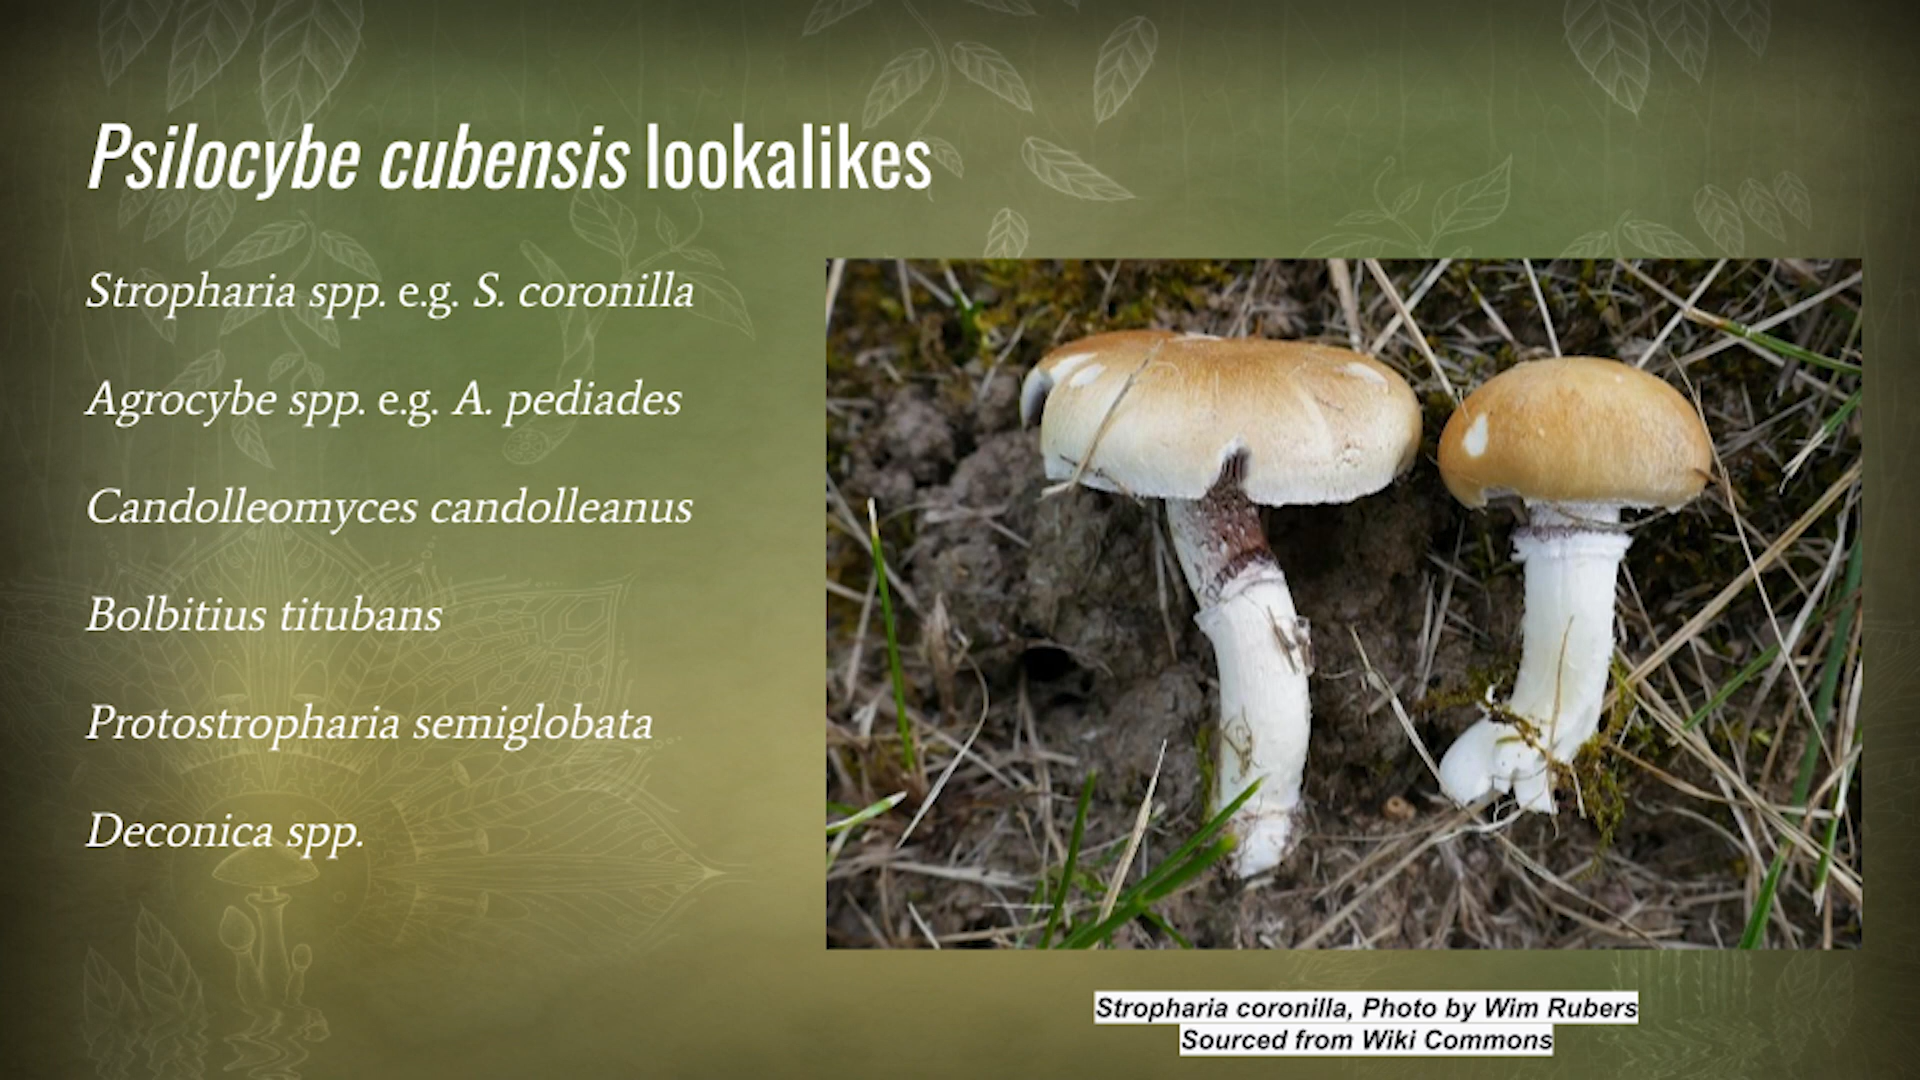 Psilocybe cubensis lookalikes
Stropharia spp. e.g. S. coronilla
Agrocybe spp. e.g. A. pediades
Candolleomyces candolleanus
Bolbitius titubans
Protostropharia semiglobata
Deconica spp.
Stropharia coronilla, Photo by Wim Rubers
Sourced from Wiki Commons